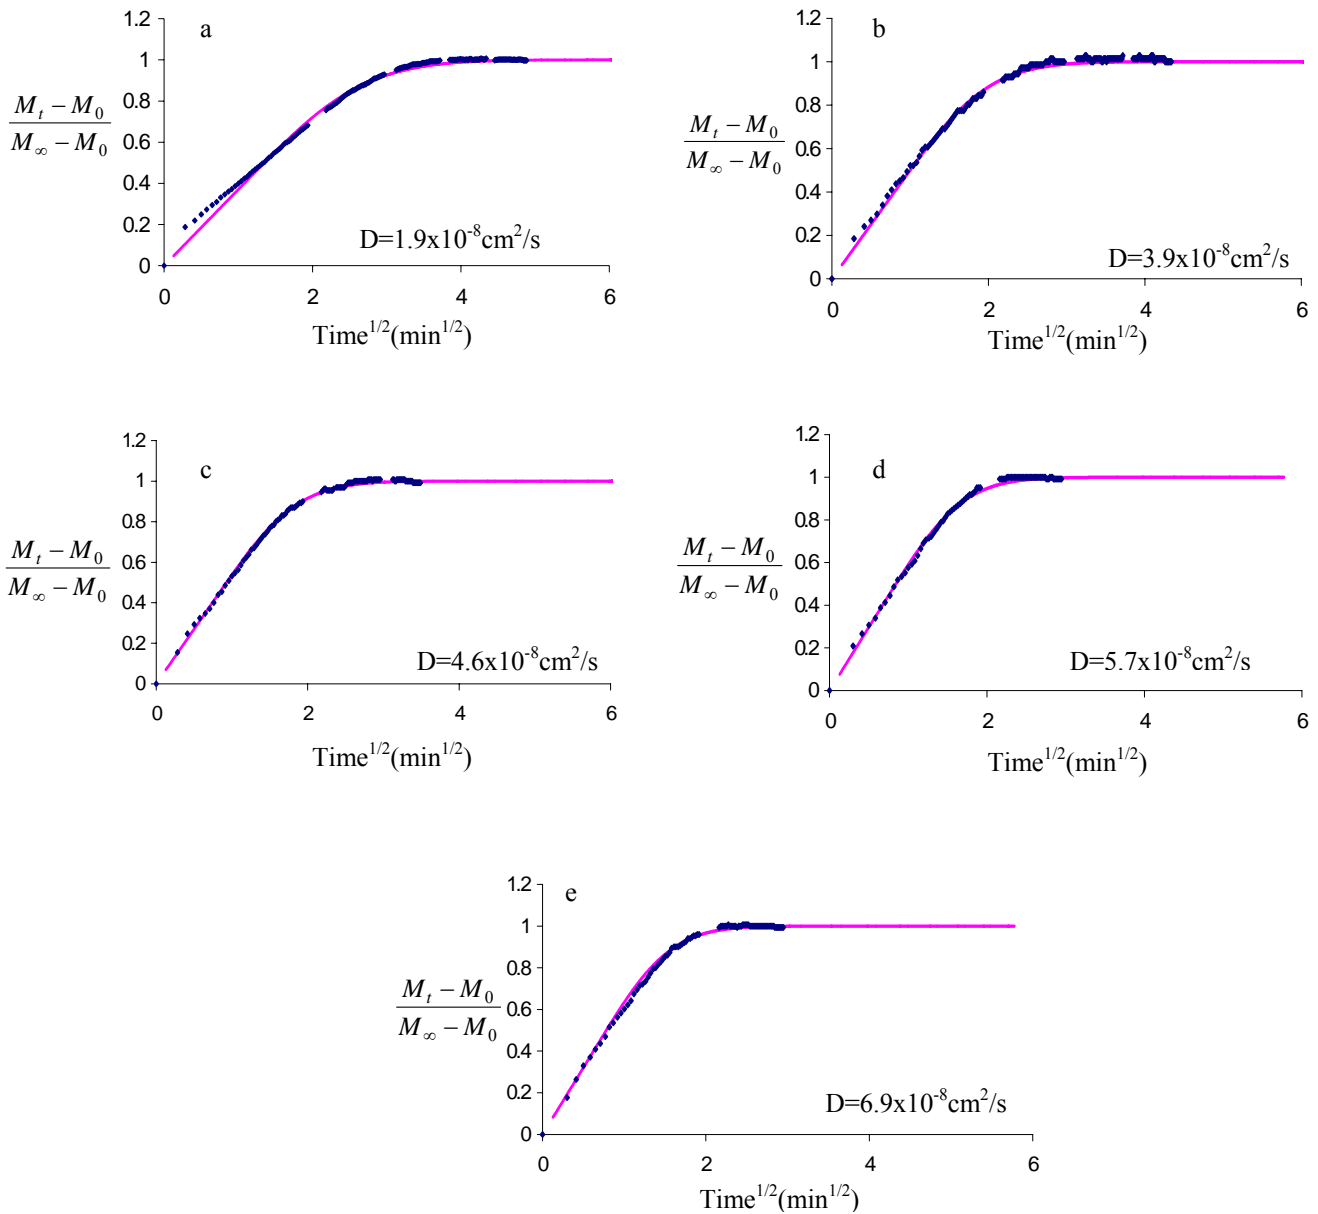 a
1.2
1
0.8
0.6
0.4
0.2
0
M_t − M_0
M_∞ − M_0
D=1.9x10^-8cm^2/s
0 2 4 6
Time^1/2(min^1/2)
b
1.2
1
0.8
0.6
0.4
0.2
0
M_t − M_0
M_∞ − M_0
D=3.9x10^-8cm^2/s
0 2 4 6
Time^1/2(min^1/2)
c
1.2
1
0.8
0.6
0.4
0.2
0
M_t − M_0
M_∞ − M_0
D=4.6x10^-8cm^2/s
0 2 4 6
Time^1/2(min^1/2)
d
1.2
1
0.8
0.6
0.4
0.2
0
M_t − M_0
M_∞ − M_0
D=5.7x10^-8cm^2/s
0 2 4 6
Time^1/2(min^1/2)
e
1.2
1
0.8
0.6
0.4
0.2
0
M_t − M_0
M_∞ − M_0
D=6.9x10^-8cm^2/s
0 2 4 6
Time^1/2(min^1/2)